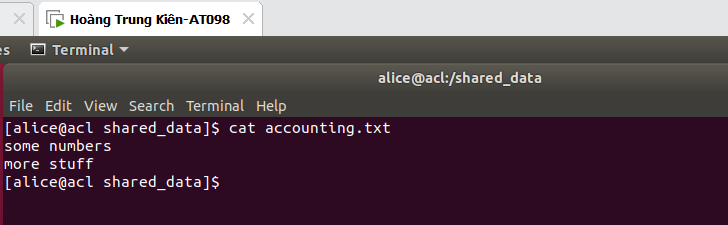 Hoàng Trung Kiên-AT098
es Terminal
alice@acl:/shared_data
File Edit View Search Terminal Help
[alice@acl shared_data]$ cat accounting.txt
some numbers
more stuff
[alice@acl shared_data]$